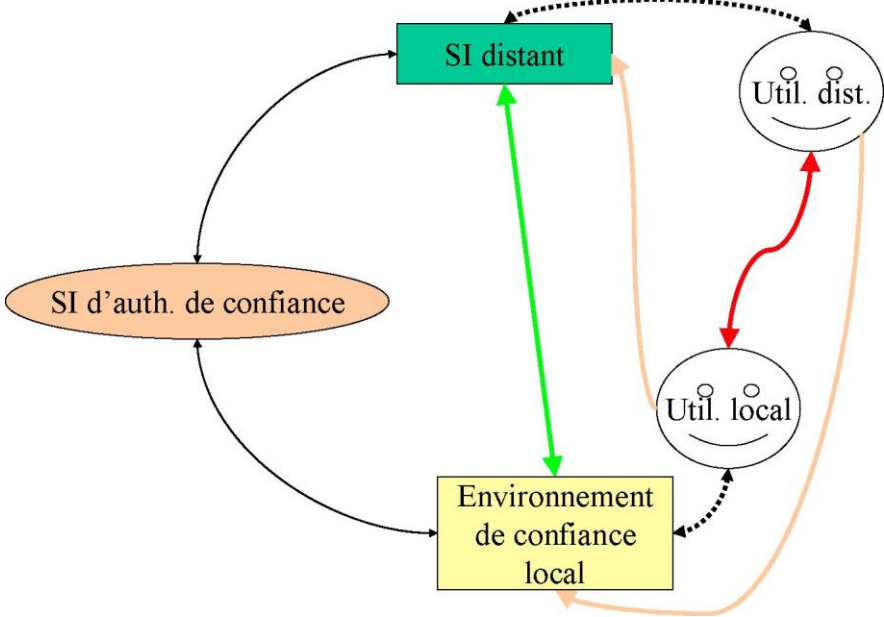 SI distant
Util. dist.
SI d'auth. de confiance
Util. local
Environnement
de confiance
local